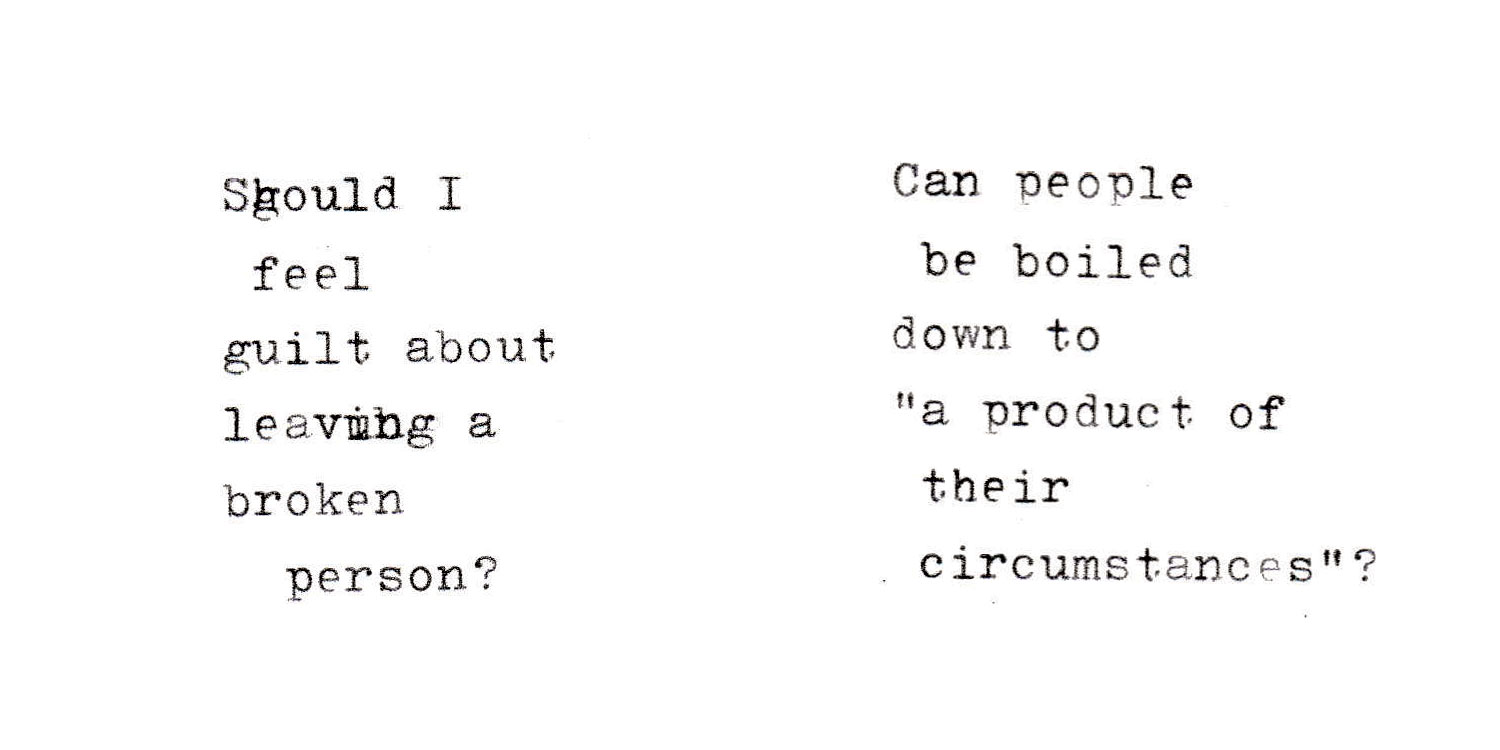 Should I
feel
guilt about
leaving a
broken
person?
Can people
be boiled
down to
"a product of
their
circumstances"?